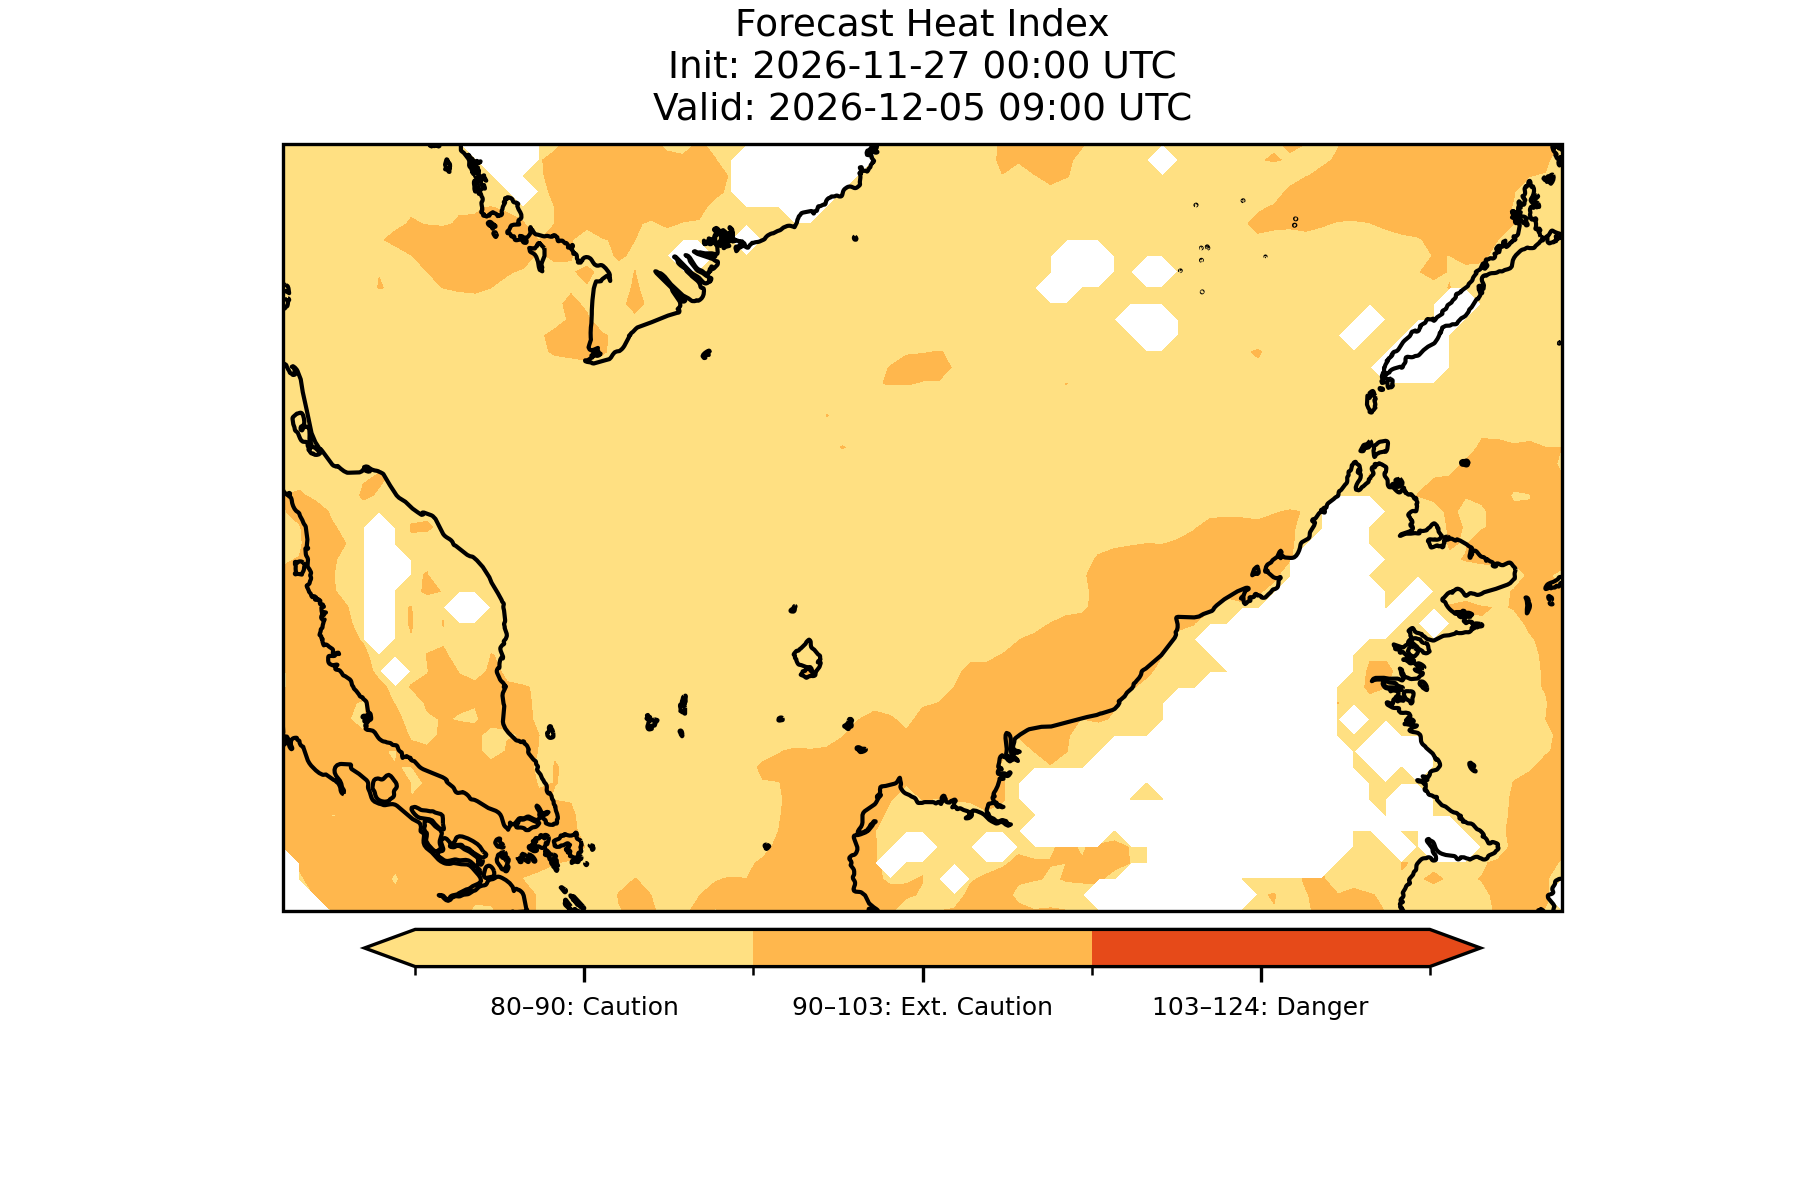 Forecast Heat Index
Init: 2026-11-27 00:00 UTC
Valid: 2026-12-05 09:00 UTC
80–90: Caution
90–103: Ext. Caution
103–124: Danger